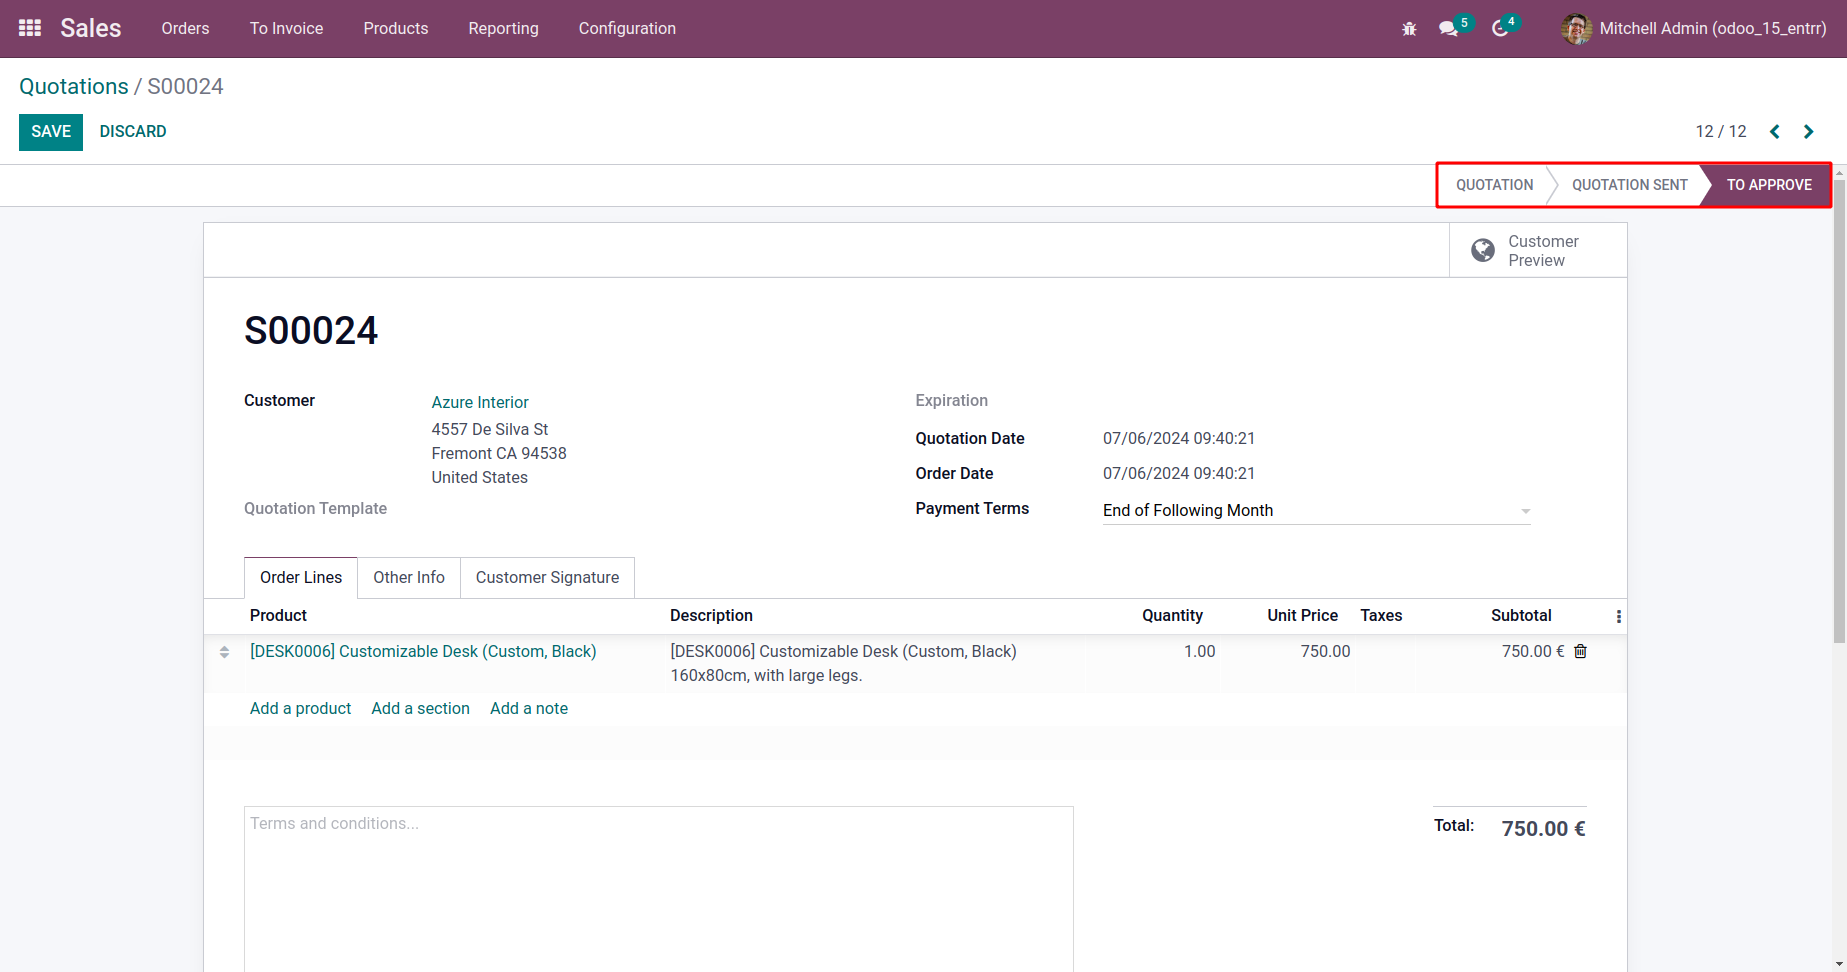 Sales Orders To Invoice Products Reporting Configuration 5 4 Mitchell Admin (odoo_15_entrr)
Quotations / S00024
SAVE DISCARD 12 / 12
QUOTATION QUOTATION SENT TO APPROVE
Customer
Preview
S00024
Customer Azure Interior
4557 De Silva St
Fremont CA 94538
United States
Quotation Template
Expiration
Quotation Date 07/06/2024 09:40:21
Order Date 07/06/2024 09:40:21
Payment Terms End of Following Month
Order Lines Other Info Customer Signature
Product Description Quantity Unit Price Taxes Subtotal
[DESK0006] Customizable Desk (Custom, Black) [DESK0006] Customizable Desk (Custom, Black) 1.00 750.00 750.00 €
160x80cm, with large legs.
Add a product Add a section Add a note
Terms and conditions...
Total: 750.00 €